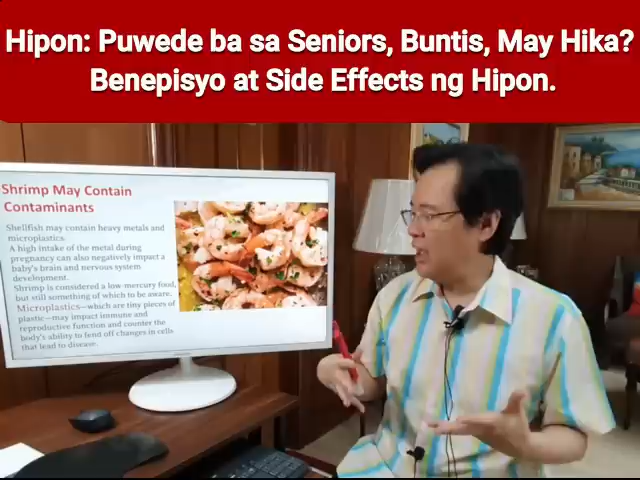 Hipon: Puwede ba sa Seniors, Buntis, May Hika?
Benepisyo at Side Effects ng Hipon.
Shrimp May Contain
Contaminants
Shellfish may contain heavy metals and
microplastics.
A high intake of the metal during
pregnancy can also negatively impact a
baby's brain and nervous system
development.
Shrimp is considered a low-mercury food,
but still something of which to be aware.
Microplastics—which are tiny pieces of
plastic—may impact immune and
reproductive function and counter the
body's ability to fend off changes in cells
that lead to disease.